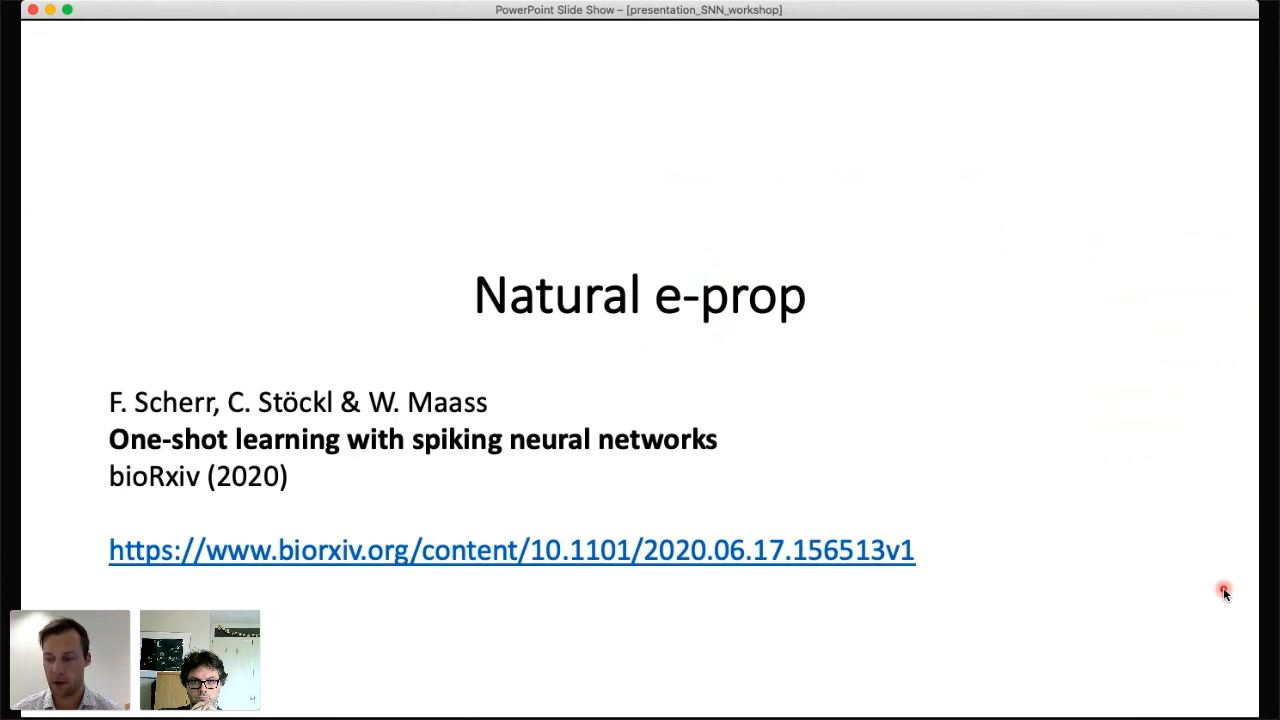 PowerPoint Slide Show – [presentation_SNN_workshop]
Natural e-prop
F. Scherr, C. Stöckl & W. Maass
One-shot learning with spiking neural networks
bioRxiv (2020)
https://www.biorxiv.org/content/10.1101/2020.06.17.156513v1